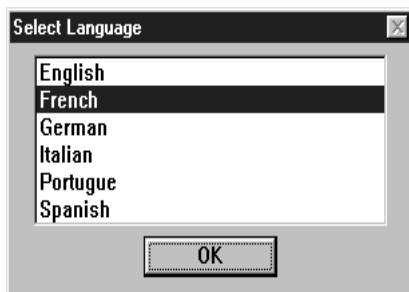 Select Language
English
French
German
Italian
Portugue
Spanish
OK